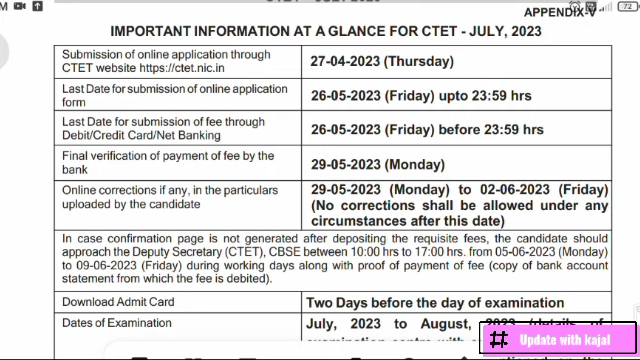 APPENDIX-V
IMPORTANT INFORMATION AT A GLANCE FOR CTET - JULY, 2023
Submission of online application through
CTET website https://ctet.nic.in
27-04-2023 (Thursday)
Last Date for submission of online application
form
26-05-2023 (Friday) upto 23:59 hrs
Last Date for submission of fee through
Debit/Credit Card/Net Banking
26-05-2023 (Friday) before 23:59 hrs
Final verification of payment of fee by the
bank
29-05-2023 (Monday)
Online corrections if any, in the particulars
uploaded by the candidate
29-05-2023 (Monday) to 02-06-2023 (Friday)
(No corrections shall be allowed under any
circumstances after this date)
In case confirmation page is not generated after depositing the requisite fees, the candidate should
approach the Deputy Secretary (CTET), CBSE between 10:00 hrs to 17:00 hrs. from 05-06-2023 (Monday)
to 09-06-2023 (Friday) during working days along with proof of payment of fee (copy of bank account
statement from which the fee is debited).
Download Admit Card
Two Days before the day of examination
Dates of Examination
July, 2023 to August, 2023 (details of
# Update with kajal
72